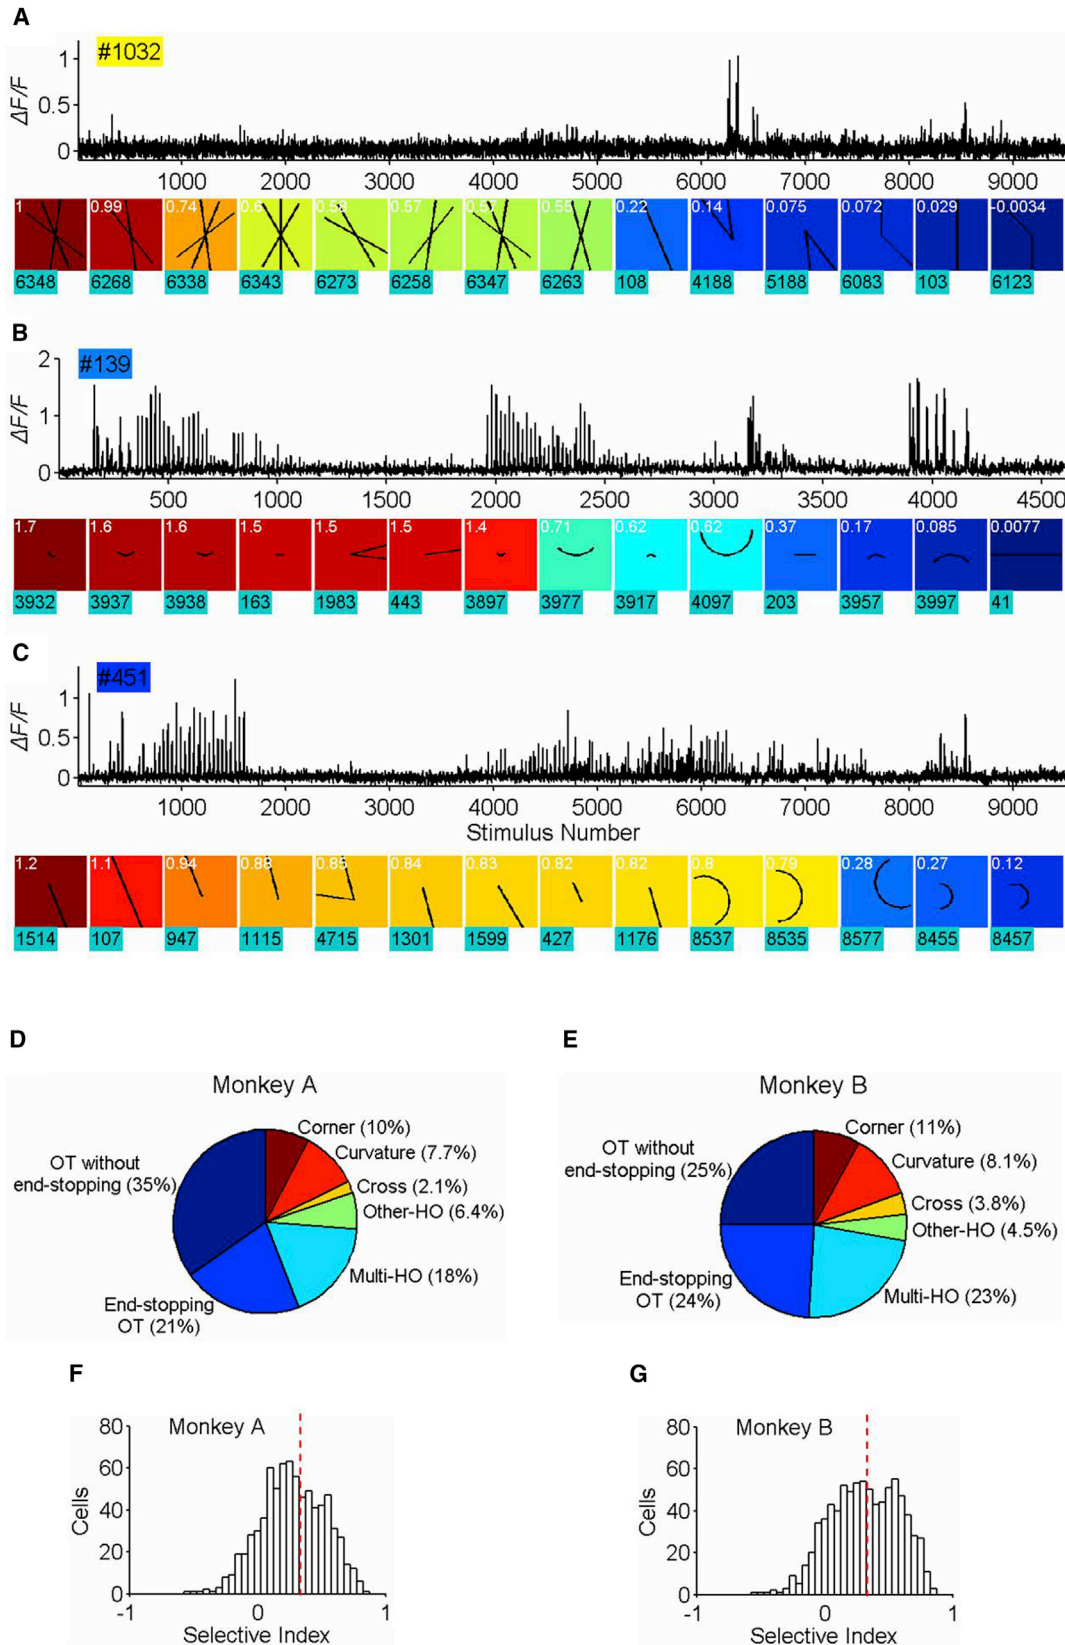 A
#1032
ΔF/F
1
0.5
0
1000 2000 3000 4000 5000 6000 7000 8000 9000
1 0.99 0.74 0.6 0.58 0.57 0.57 0.55 0.22 0.14 0.075 0.072 0.029 -0.0034
6348 6268 6338 6343 6273 6258 6347 6263 108 4188 5188 6083 103 6123
B
#139
ΔF/F
2
1
0
500 1000 1500 2000 2500 3000 3500 4000 4500
1.7 1.6 1.6 1.5 1.5 1.5 1.4 0.71 0.62 0.62 0.37 0.17 0.085 0.0077
3932 3937 3938 163 1983 443 3897 3977 3917 4097 203 3957 3997 41
C
#451
ΔF/F
1
0.5
0
1000 2000 3000 4000 5000 6000 7000 8000 9000
Stimulus Number
1.2 1.1 0.94 0.88 0.85 0.84 0.83 0.82 0.82 0.8 0.79 0.28 0.27 0.12
1514 107 947 1115 4715 1301 1599 427 1176 8537 8535 8577 8455 8457
D
Monkey A
Corner (10%)
Curvature (7.7%)
Cross (2.1%)
Other-HO (6.4%)
Multi-HO (18%)
End-stopping
OT (21%)
OT without
end-stopping (35%)
E
Monkey B
Corner (11%)
Curvature (8.1%)
Cross (3.8%)
Other-HO (4.5%)
Multi-HO (23%)
End-stopping
OT (24%)
OT without
end-stopping (25%)
F
Monkey A
Cells
80
60
40
20
0
-1 0 1
Selective Index
G
Monkey B
Cells
80
60
40
20
0
-1 0 1
Selective Index